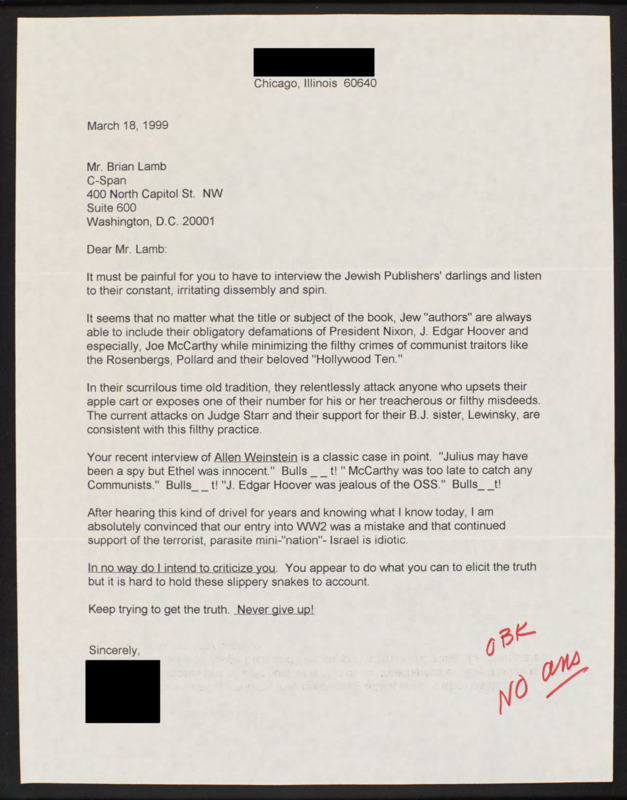 Chicago, Illinois 60640
March 18, 1999
Mr. Brian Lamb
C-Span
400 North Capitol St. NW
Suite 600
Washington, D.C. 20001
Dear Mr. Lamb:
It must be painful for you to have to interview the Jewish Publishers' darlings and listen
to their constant, irritating dissembly and spin.
It seems that no matter what the title or subject of the book, Jew "authors" are always
able to include their obligatory defamations of President Nixon, J. Edgar Hoover and
especially, Joe McCarthy while minimizing the filthy crimes of communist traitors like
the Rosenbergs, Pollard and their beloved "Hollywood Ten."
In their scurrilous time old tradition, they relentlessly attack anyone who upsets their
apple cart or exposes one of their number for his or her treacherous or filthy misdeeds.
The current attacks on Judge Starr and their support for their B.J. sister, Lewinsky, are
consistent with this filthy practice.
Your recent interview of Allen Weinstein is a classic case in point. "Julius may have
been a spy but Ethel was innocent." Bulls _ _ t! " McCarthy was too late to catch any
Communists." Bulls_ _ t! "J. Edgar Hoover was jealous of the OSS." Bulls_ _t!
After hearing this kind of drivel for years and knowing what I know today, I am
absolutely convinced that our entry into WW2 was a mistake and that continued
support of the terrorist, parasite mini-"nation"- Israel is idiotic.
In no way do I intend to criticize you. You appear to do what you can to elicit the truth
but it is hard to hold these slippery snakes to account.
Keep trying to get the truth. Never give up!
Sincerely,
OBK
NO ans